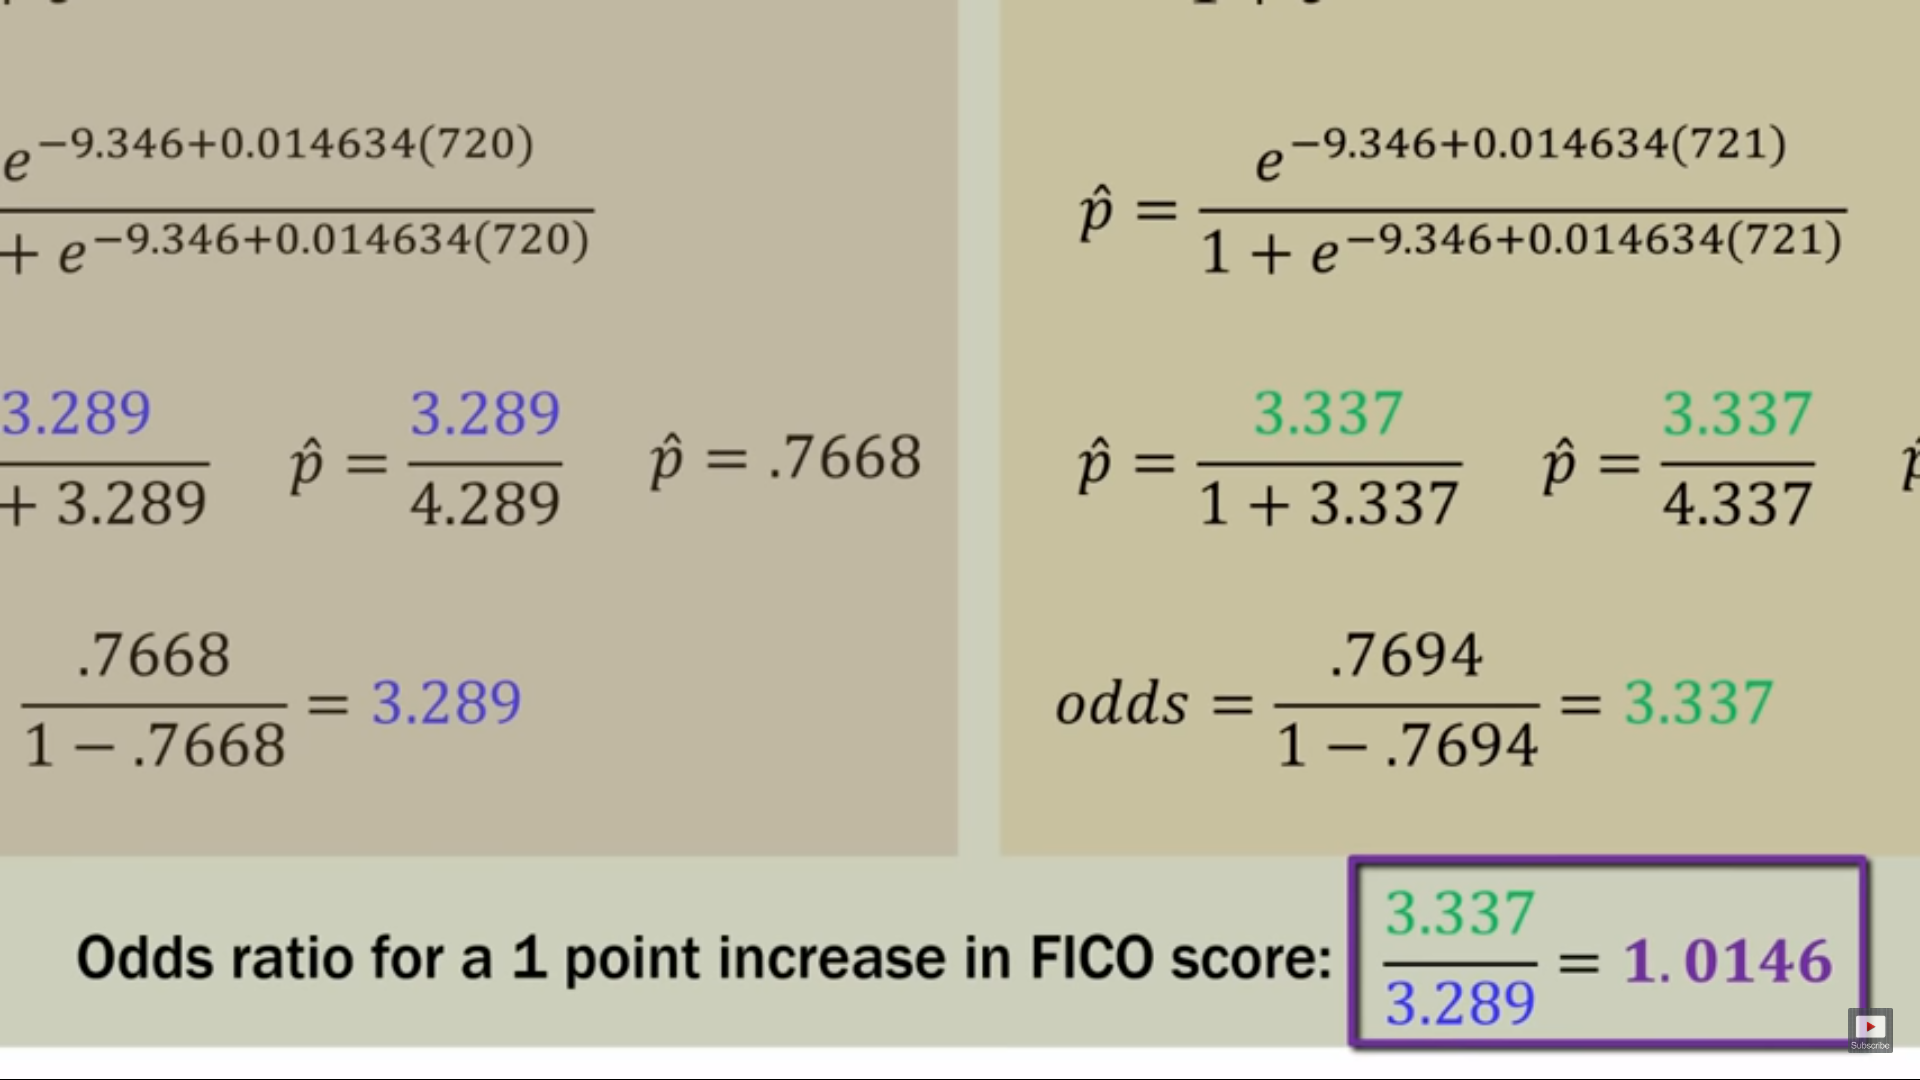 e^{−9.346+0.014634(720)}
+ e^{−9.346+0.014634(720)}
3.289
+ 3.289
p̂ = 3.289
4.289
p̂ = .7668
.7668
1 − .7668
= 3.289
p̂ = e^{−9.346+0.014634(721)}
1 + e^{−9.346+0.014634(721)}
p̂ = 3.337
1 + 3.337
p̂ = 3.337
4.337
odds = .7694
1 − .7694
= 3.337
Odds ratio for a 1 point increase in FICO score:
3.337
3.289
= 1.0146
Subscribe